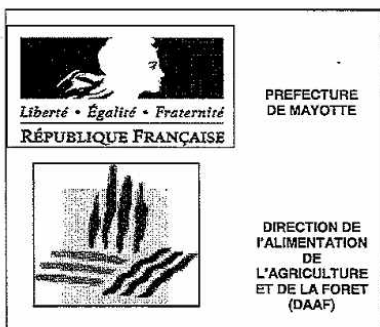 Liberté • Égalité • Fraternité
RÉPUBLIQUE FRANÇAISE
PREFECTURE
DE MAYOTTE
DIRECTION DE
l'ALIMENTATION
DE
L'AGRICULTURE
ET DE LA FORET
(DAAF)